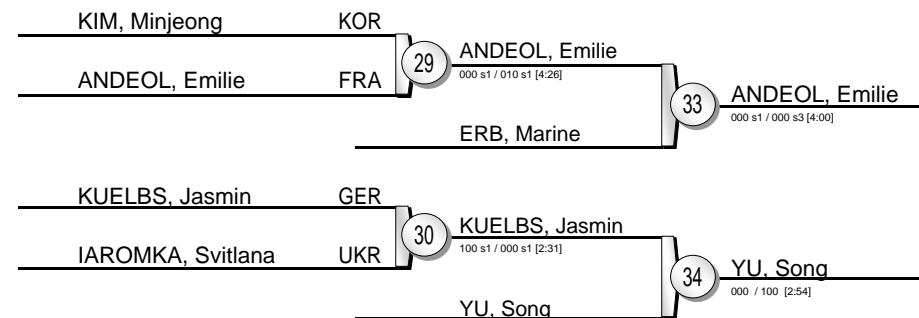 KIM, Minjeong KOR
ANDEOL, Emilie FRA
29
ANDEOL, Emilie
000 s1 / 010 s1 [4:26]
ERB, Marine
33
ANDEOL, Emilie
000 s1 / 000 s3 [4:00]
KUELBS, Jasmin GER
IAROMKA, Svitlana UKR
30
KUELBS, Jasmin
100 s1 / 000 s1 [2:31]
YU, Song
34
YU, Song
000 / 100 [2:54]